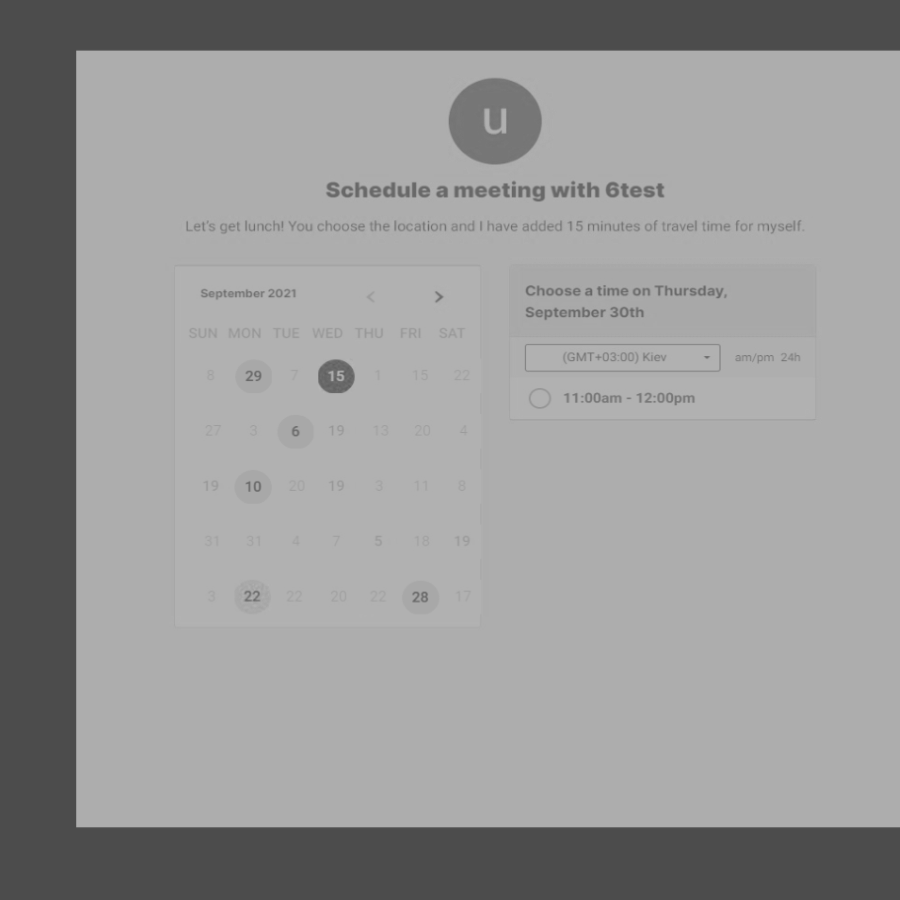 u
Schedule a meeting with 6test
Let's get lunch! You choose the location and I have added 15 minutes of travel time for myself.
September 2021
SUN MON TUE WED THU FRI SAT
8 29 7 15 1 15 22
27 3 6 19 13 20 4
19 10 20 19 3 11 8
31 31 4 7 5 18 19
3 22 22 20 22 28 17
Choose a time on Thursday,
September 30th
(GMT+03:00) Kiev am/pm 24h
11:00am - 12:00pm